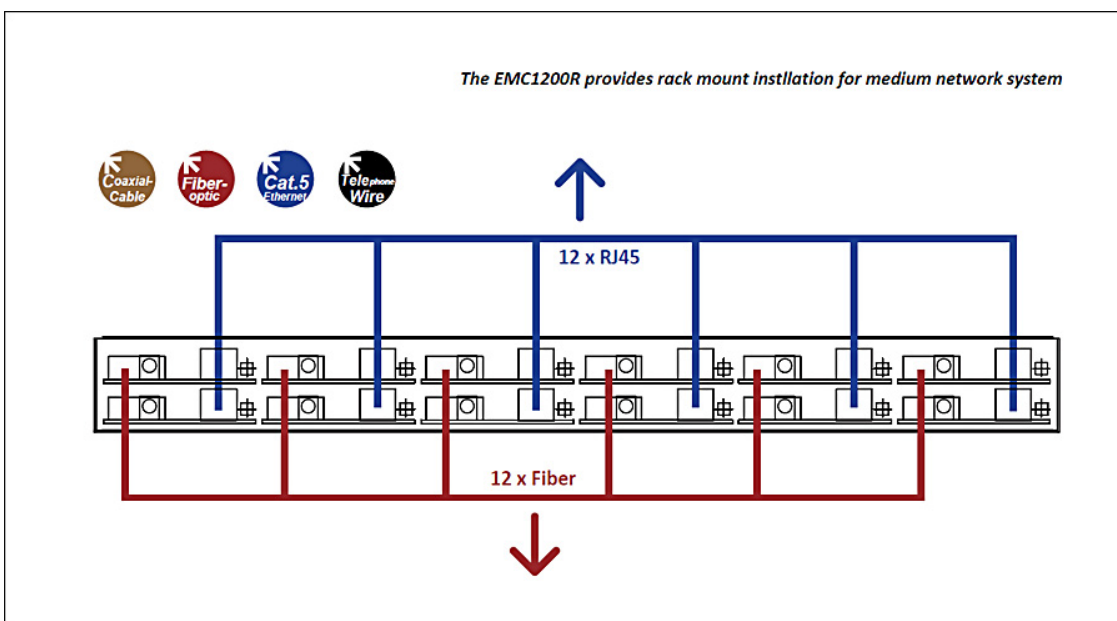 The EMC1200R provides rack mount instllation for medium network system
Coaxial-
Cable
Fiber-
optic
Cat.5
Ethernet
Telephone
Wire
12 x RJ45
12 x Fiber